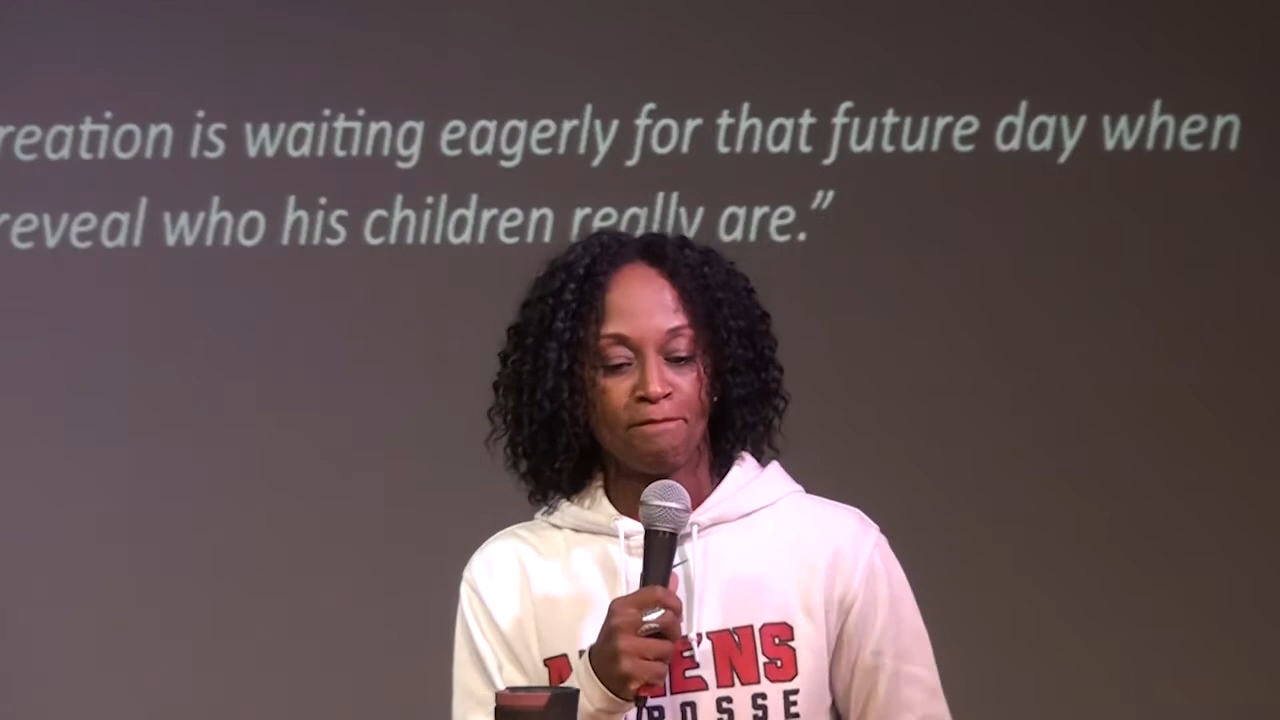 reation is waiting eagerly for that future day when
reveal who his children really are.”
ENS
ROSSE